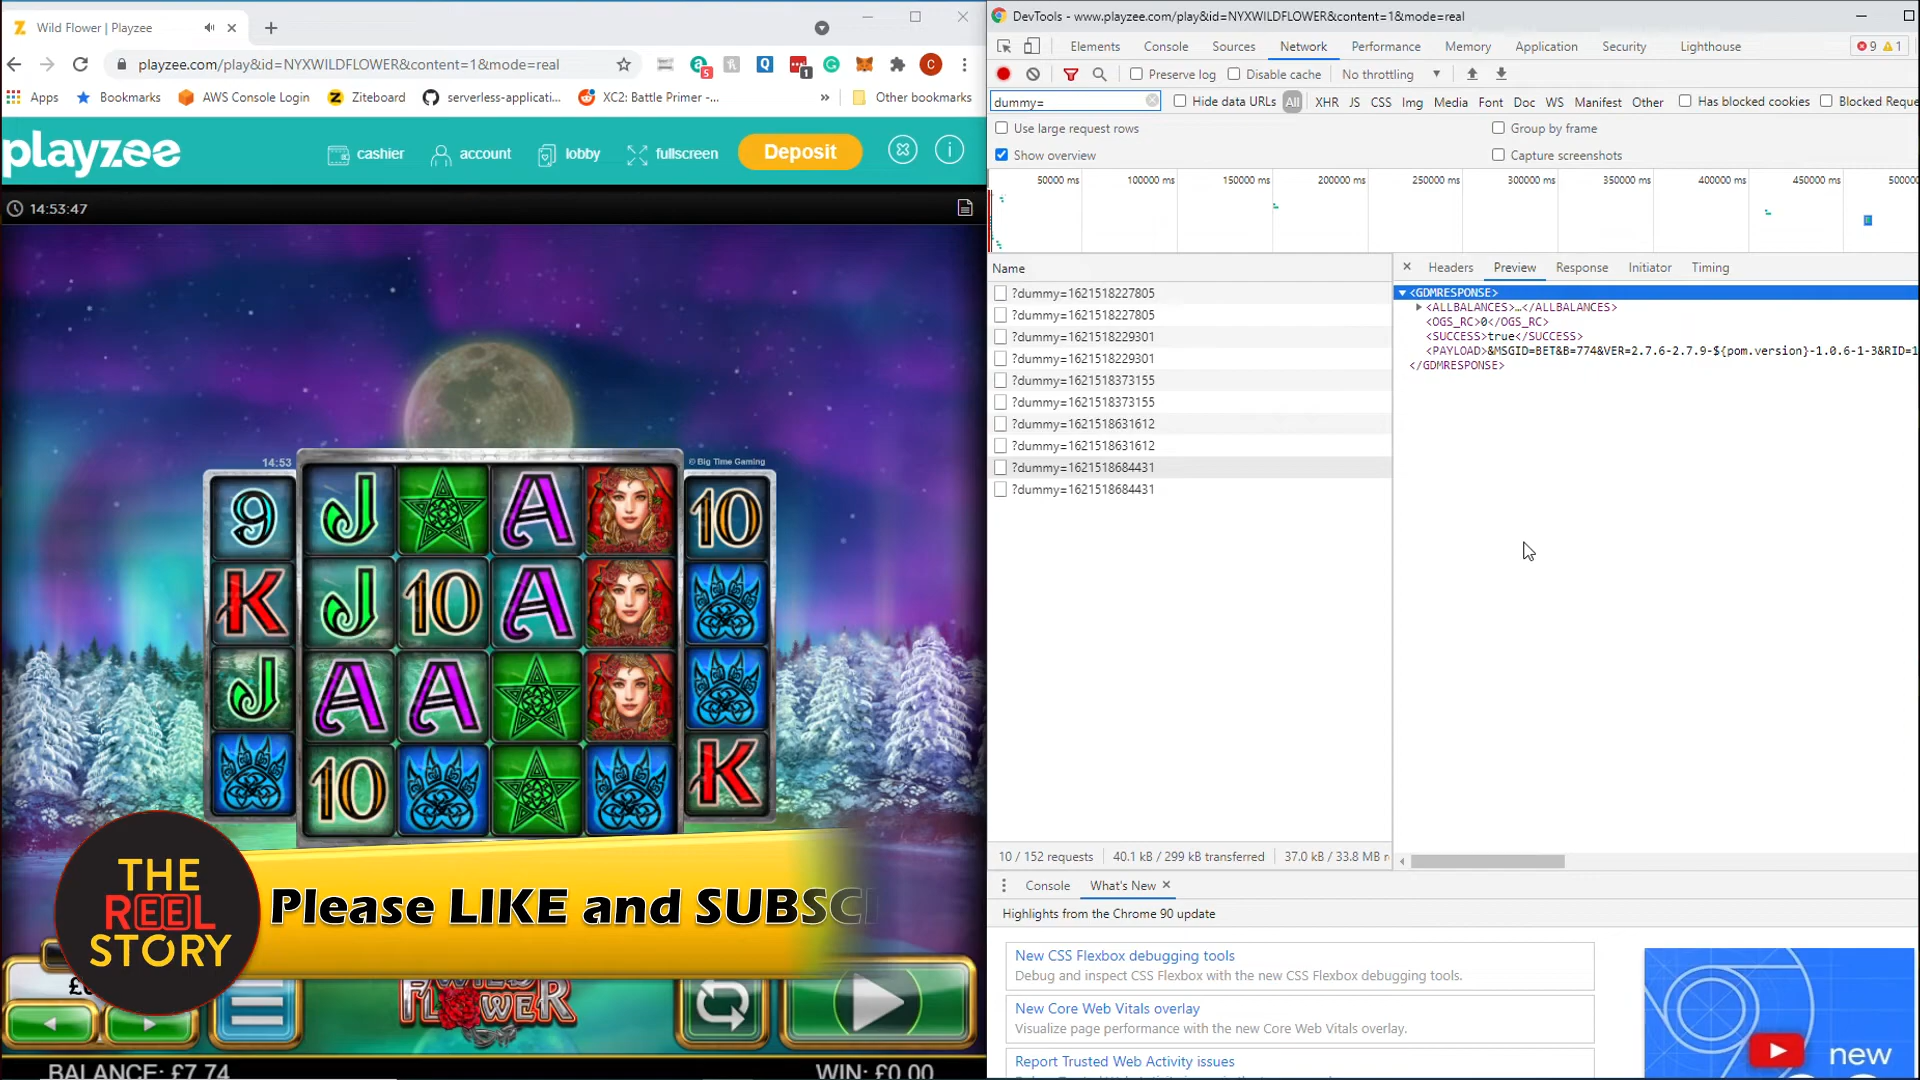 Wild Flower | Playzee
playzee.com/play&id=NYXWILDFLOWER&content=1&mode=real
5
1
C
Apps
Bookmarks
AWS Console Login
Ziteboard
serverless-applicati...
XC2: Battle Primer -...
»
Other bookmarks
playzee
cashier
account
lobby
fullscreen
Deposit
14:53:47
14:53
© Big Time Gaming
9 J A 10
K J 10 A
J A A
10 K
THE
REEL
STORY
Please LIKE and SUBSC
WILD
FLOWER
BALANCE: £7.74
WIN: £0.00
DevTools - www.playzee.com/play&id=NYXWILDFLOWER&content=1&mode=real
Elements
Console
Sources
Network
Performance
Memory
Application
Security
Lighthouse
9
1
Preserve log
Disable cache
No throttling
dummy=
Hide data URLs
All
XHR
JS
CSS
Img
Media
Font
Doc
WS
Manifest
Other
Has blocked cookies
Blocked Reque
Use large request rows
Group by frame
Show overview
Capture screenshots
50000 ms
100000 ms
150000 ms
200000 ms
250000 ms
300000 ms
350000 ms
400000 ms
450000 ms
50000
Name
Headers
Preview
Response
Initiator
Timing
?dummy=1621518227805
?dummy=1621518227805
?dummy=1621518229301
?dummy=1621518229301
?dummy=1621518373155
?dummy=1621518373155
?dummy=1621518631612
?dummy=1621518631612
?dummy=1621518684431
?dummy=1621518684431
<GDMRESPONSE>
<ALLBALANCES>…</ALLBALANCES>
<OGS_RC>0</OGS_RC>
<SUCCESS>true</SUCCESS>
<PAYLOAD>&MSGID=BET&B=774&VER=2.7.6-2.7.9-${pom.version}-1.0.6-1-3&RID=1
</GDMRESPONSE>
10 / 152 requests
40.1 kB / 299 kB transferred
37.0 kB / 33.8 MB r
Console
What's New
Highlights from the Chrome 90 update
New CSS Flexbox debugging tools
Debug and inspect CSS Flexbox with the new CSS Flexbox debugging tools.
New Core Web Vitals overlay
Visualize page performance with the new Core Web Vitals overlay.
Report Trusted Web Activity issues
new